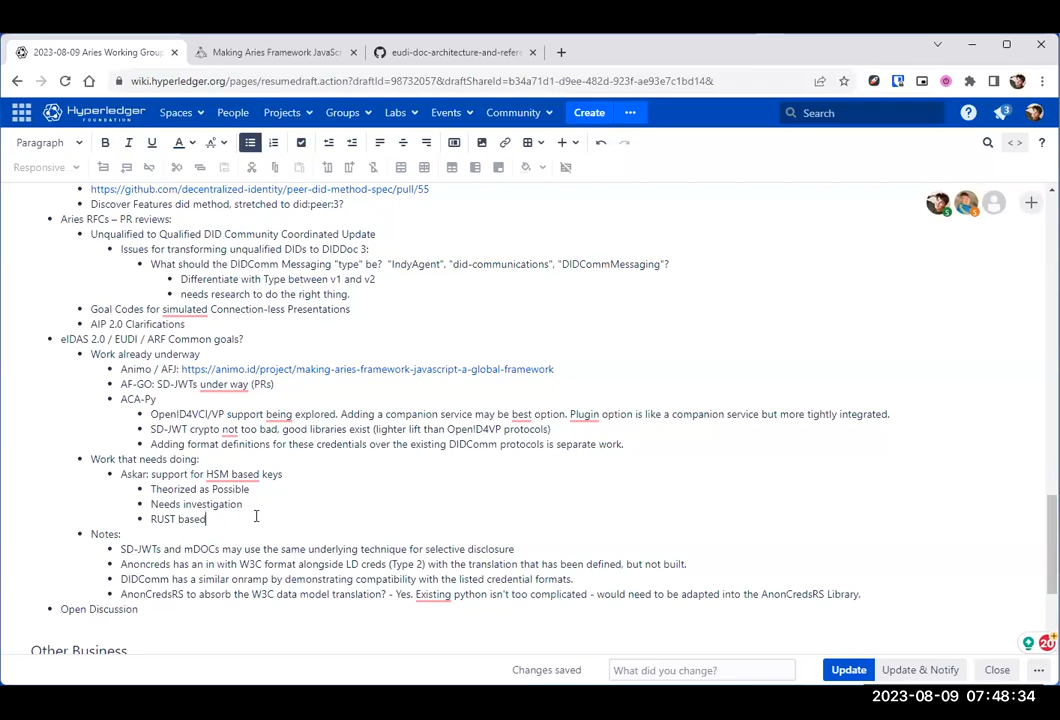 2023-08-09 Aries Working Group
Making Aries Framework JavaSc
eudi-doc-architecture-and-refere
wiki.hyperledger.org/pages/resumedraft.action?draftId=98732057&draftShareId=b34a71d1-d9ee-482d-923f-ae93e7c1bd14&
HYPERLEDGER FOUNDATION Spaces People Projects Groups Labs Events Community Create Search 3
Paragraph B I U A
Responsive
https://github.com/decentralized-identity/peer-did-method-spec/pull/55
Discover Features did method, stretched to did:peer:3?
Aries RFCs – PR reviews:
Unqualified to Qualified DID Community Coordinated Update
Issues for transforming unqualified DIDs to DIDDoc 3:
What should the DIDComm Messaging "type" be? "IndyAgent", "did-communications", "DIDCommMessaging"?
Differentiate with Type between v1 and v2
needs research to do the right thing.
Goal Codes for simulated Connection-less Presentations
AIP 2.0 Clarifications
eIDAS 2.0 / EUDI / ARF Common goals?
Work already underway
Animo / AFJ: https://animo.id/project/making-aries-framework-javascript-a-global-framework
AF-GO: SD-JWTs under way (PRs)
ACA-Py
OpenID4VCI/VP support being explored. Adding a companion service may be best option. Plugin option is like a companion service but more tightly integrated.
SD-JWT crypto not too bad, good libraries exist (lighter lift than OpenID4VP protocols)
Adding format definitions for these credentials over the existing DIDComm protocols is separate work.
Work that needs doing:
Askar: support for HSM based keys
Theorized as Possible
Needs investigation
RUST based
Notes:
SD-JWTs and mDOCs may use the same underlying technique for selective disclosure
Anoncreds has an in with W3C format alongside LD creds (Type 2) with the translation that has been defined, but not built.
DIDComm has a similar onramp by demonstrating compatibility with the listed credential formats.
AnonCredsRS to absorb the W3C data model translation? - Yes. Existing python isn't too complicated - would need to be adapted into the AnonCredsRS Library.
Open Discussion
Other Business
Changes saved What did you change? Update Update & Notify Close
2023-08-09 07:48:34